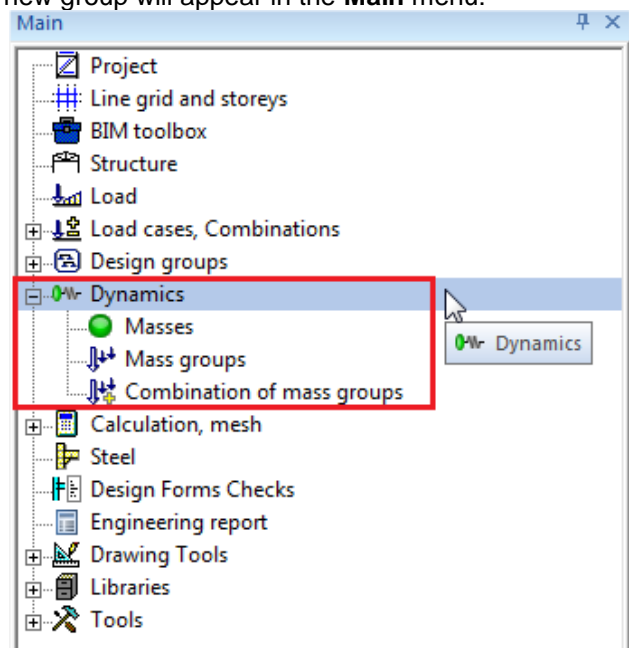 new group will appear in the Main menu.
Main
Project
Line grid and storeys
BIM toolbox
Structure
Load
Load cases, Combinations
Design groups
Dynamics
Masses
Dynamics
Mass groups
Combination of mass groups
Calculation, mesh
Steel
Design Forms Checks
Engineering report
Drawing Tools
Libraries
Tools